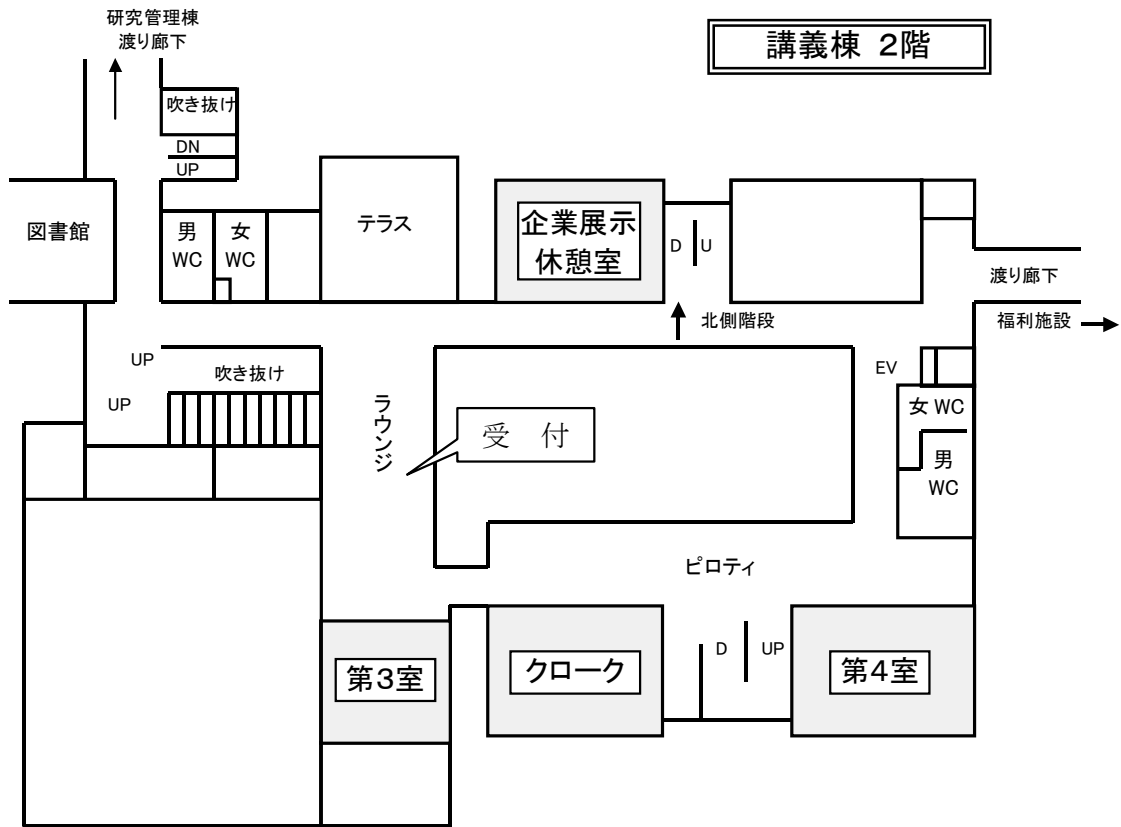 研究管理棟
渡り廊下
講義棟 2階
吹き抜け
DN
UP
図書館
男
WC
女
WC
テラス
企業展示
休憩室
D U
渡り廊下
北側階段
福利施設
UP
吹き抜け
UP
ラウンジ
受 付
EV
女 WC
男
WC
ピロティ
第3室
クローク
D UP
第4室